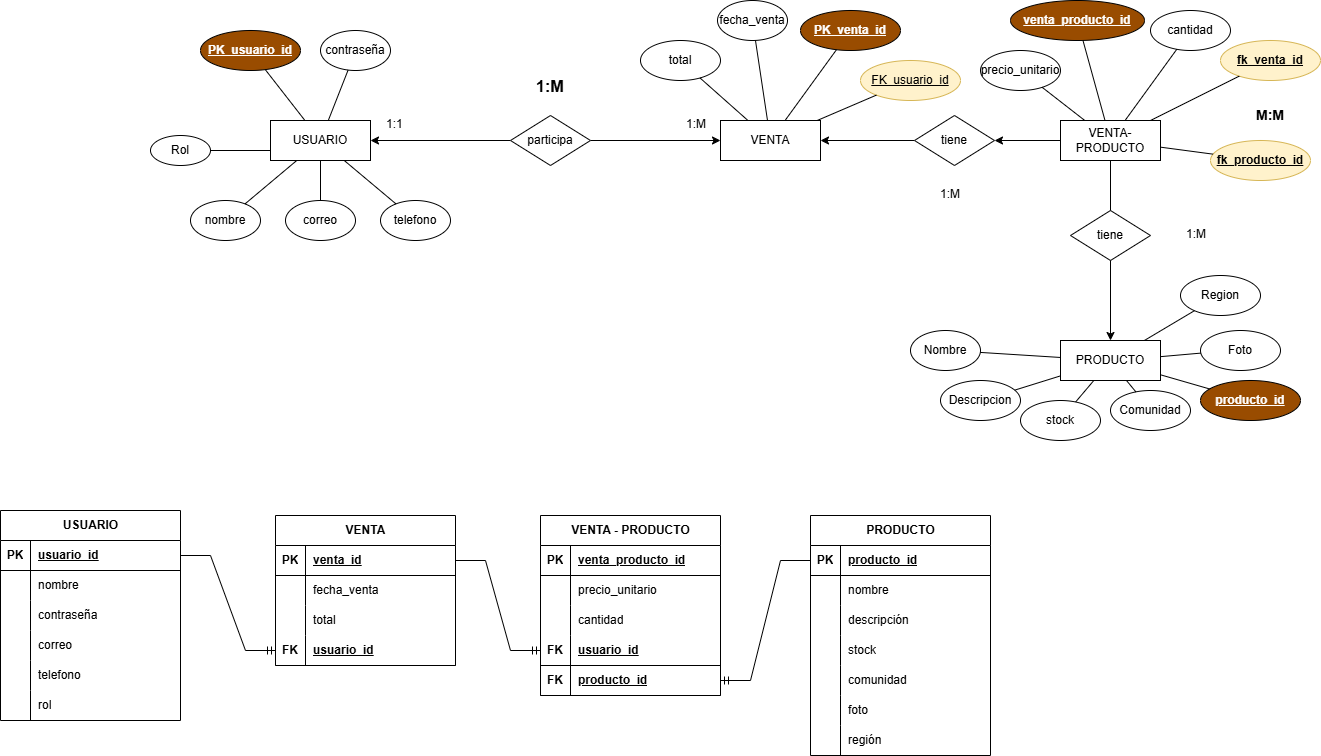 fecha_venta
venta_producto_id
PK_usuario_id
contraseña
total
PK_venta_id
cantidad
precio_unitario
fk_venta_id
1:M
FK_usuario_id
1:1
1:M
M:M
Rol
USUARIO
participa
VENTA
tiene
VENTA-
PRODUCTO
fk_producto_id
1:M
nombre
correo
telefono
tiene
1:M
Region
Nombre
PRODUCTO
Foto
Descripcion
stock
Comunidad
producto_id
USUARIO
PK usuario_id
nombre
contraseña
correo
telefono
rol
VENTA
PK venta_id
fecha_venta
total
FK usuario_id
VENTA - PRODUCTO
PK venta_producto_id
precio_unitario
cantidad
FK usuario_id
FK producto_id
PRODUCTO
PK producto_id
nombre
descripción
stock
comunidad
foto
región